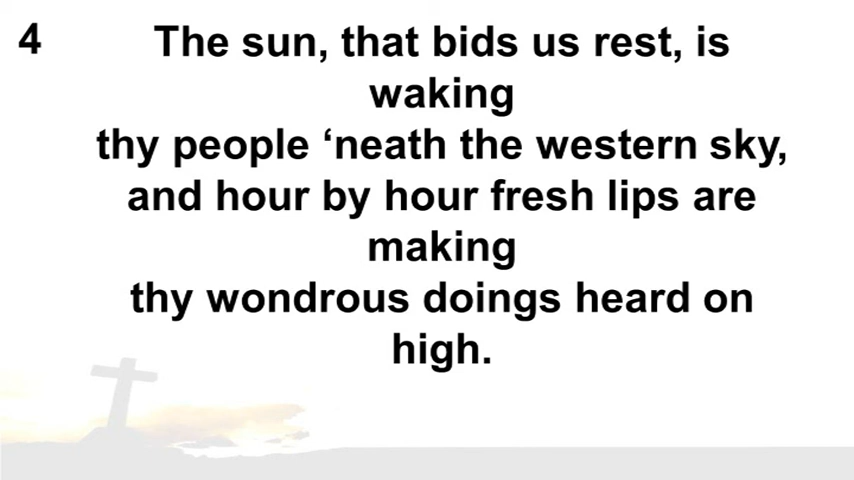 4
The sun, that bids us rest, is
waking
thy people ‘neath the western sky,
and hour by hour fresh lips are
making
thy wondrous doings heard on
high.